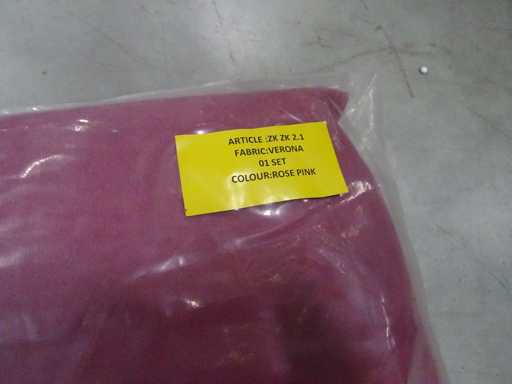 ARTICLE :ZK ZK 2.1
FABRIC:VERONA
01 SET
COLOUR:ROSE PINK